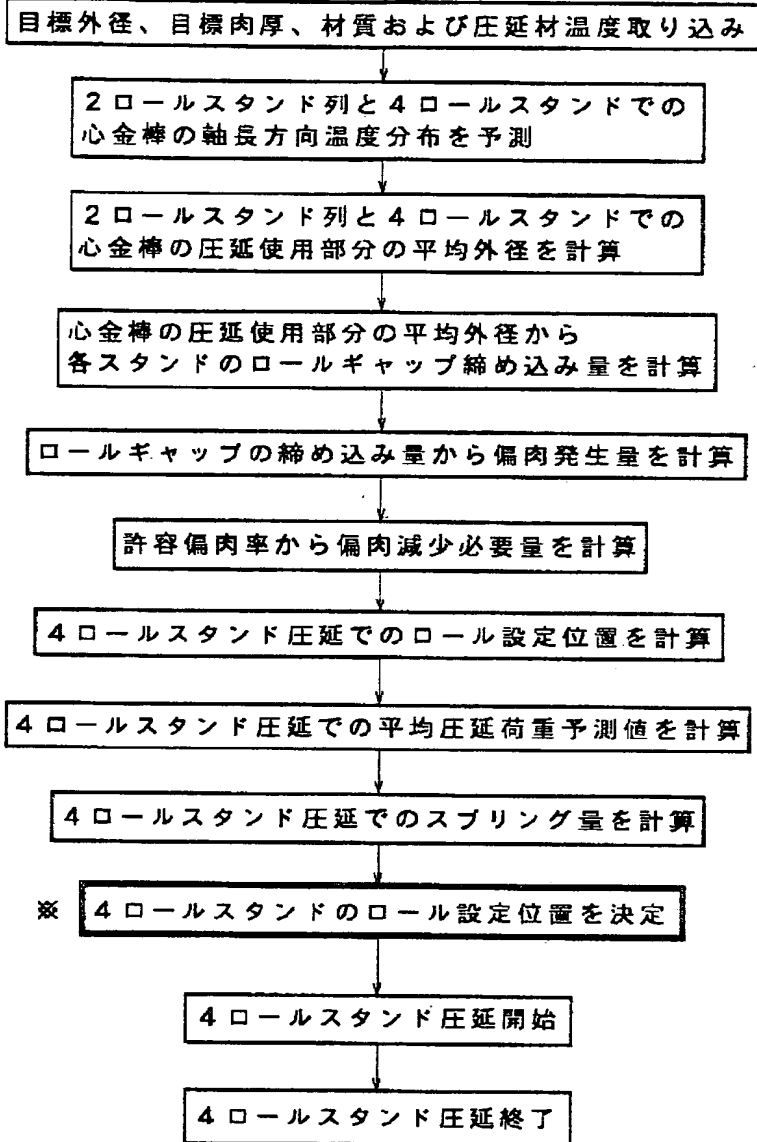 目標外径、目標肉厚、材質および圧延材温度取り込み
2ロールスタンド列と4ロールスタンドでの
心金棒の軸長方向温度分布を予測
2ロールスタンド列と4ロールスタンドでの
心金棒の圧延使用部分の平均外径を計算
心金棒の圧延使用部分の平均外径から
各スタンドのロールギャップ締め込み量を計算
ロールギャップの締め込み量から偏肉発生量を計算
許容偏肉率から偏肉減少必要量を計算
4ロールスタンド圧延でのロール設定位置を計算
4ロールスタンド圧延での平均圧延荷重予測値を計算
4ロールスタンド圧延でのスプリング量を計算
※ 4ロールスタンドのロール設定位置を決定
4ロールスタンド圧延開始
4ロールスタンド圧延終了